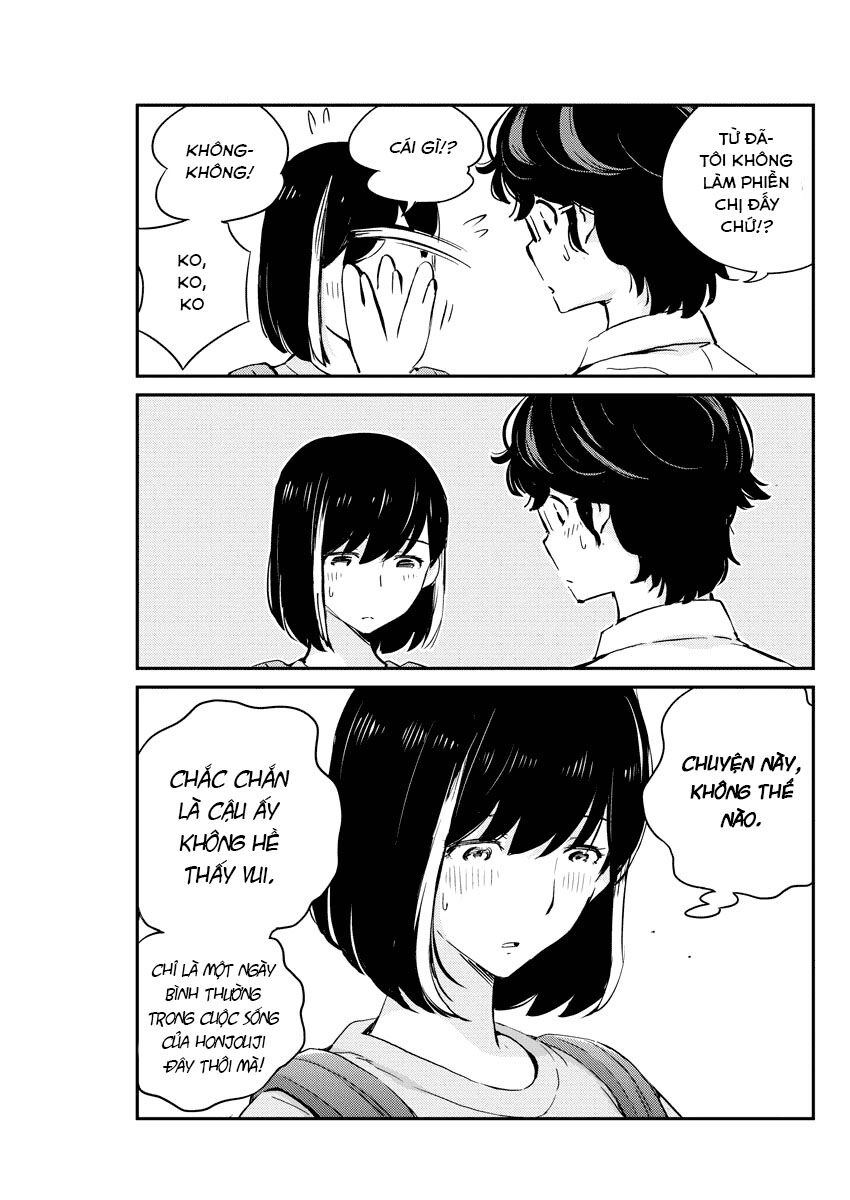 TỪ ĐÃ-
TÔI KHÔNG
LÀM PHIỀN
CHỊ ĐẤY
CHỨ!?
CÁI GÌ!?
KHÔNG-
KHÔNG!
KO,
KO,
KO
CHUYỆN NÀY,
KHÔNG THỂ
NÀO.
CHẮC CHẮN
LÀ CẬU ẤY
KHÔNG HỀ
THẤY VUI.
CHỈ LÀ MỘT NGÀY
BÌNH THƯỜNG
TRONG CUỘC SỐNG
CỦA HONJOUJI
ĐÂY THÔI MÀ!